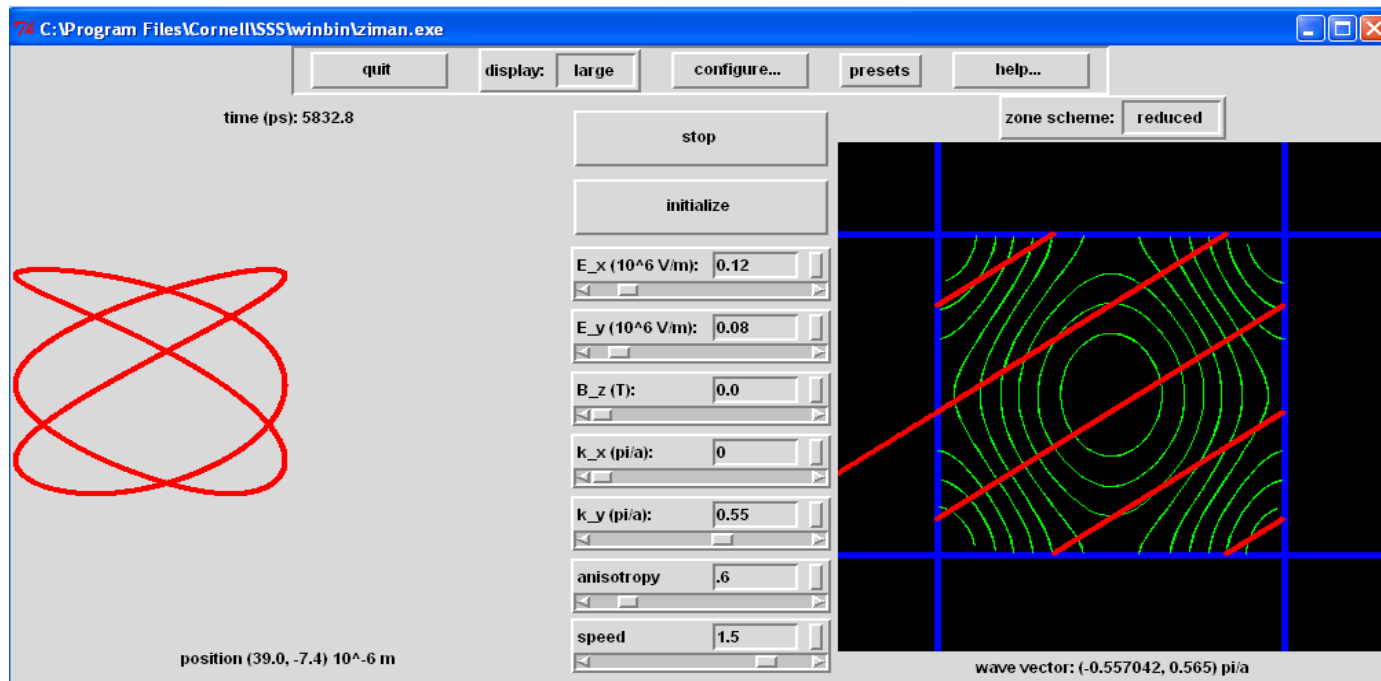 C:\Program Files\Cornell\SSS\winbin\ziman.exe
quit display: large configure... presets help...
time (ps): 5832.8
zone scheme: reduced
stop
initialize
E_x (10^6 V/m): 0.12
E_y (10^6 V/m): 0.08
B_z (T): 0.0
k_x (pi/a): 0
k_y (pi/a): 0.55
anisotropy .6
speed 1.5
position (39.0, -7.4) 10^-6 m
wave vector: (-0.557042, 0.565) pi/a